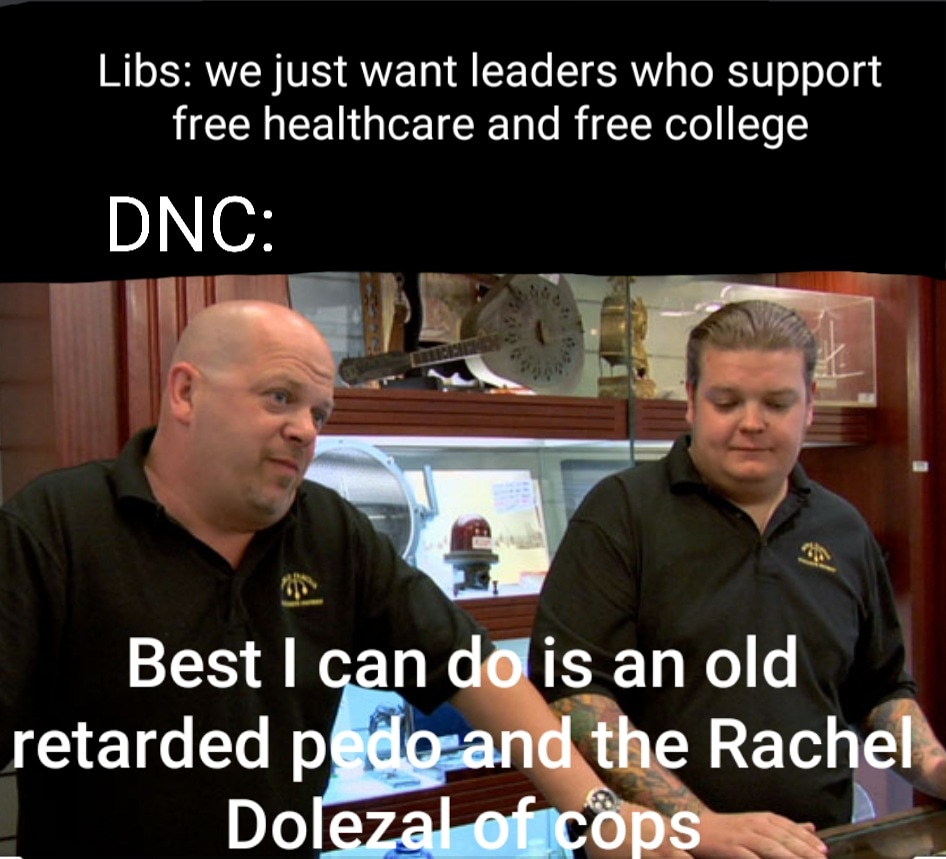 Libs: we just want leaders who support
free healthcare and free college
DNC:
Best I can do is an old
retarded pedo and the Rachel
Dolezal of cops